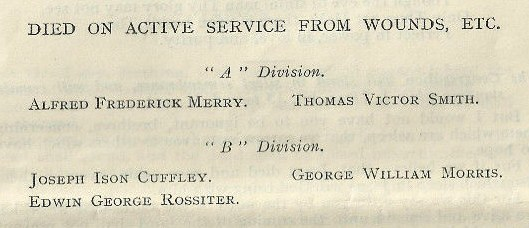 DIED ON ACTIVE SERVICE FROM WOUNDS, ETC.
"A" Division.
ALFRED FREDERICK MERRY. THOMAS VICTOR SMITH.
"B" Division.
JOSEPH ISON CUFFLEY. GEORGE WILLIAM MORRIS.
EDWIN GEORGE ROSSITER.